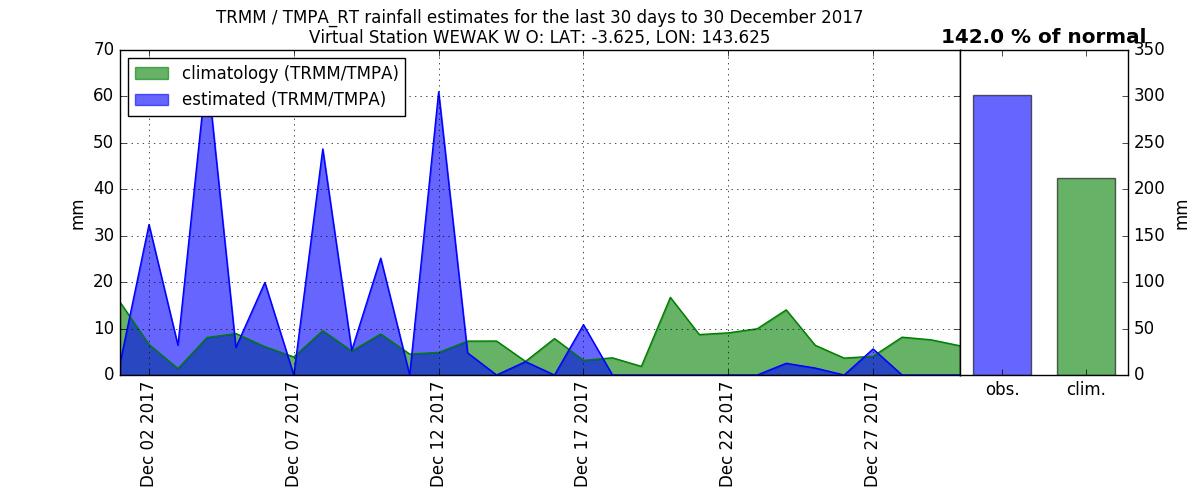 TRMM / TMPA_RT rainfall estimates for the last 30 days to 30 December 2017
Virtual Station WEWAK W O: LAT: -3.625, LON: 143.625
142.0 % of normal
climatology (TRMM/TMPA)
estimated (TRMM/TMPA)
70
60
50
40
30
20
10
0
mm
350
300
250
200
150
100
50
0
mm
Dec 02 2017
Dec 07 2017
Dec 12 2017
Dec 17 2017
Dec 22 2017
Dec 27 2017
obs.
clim.